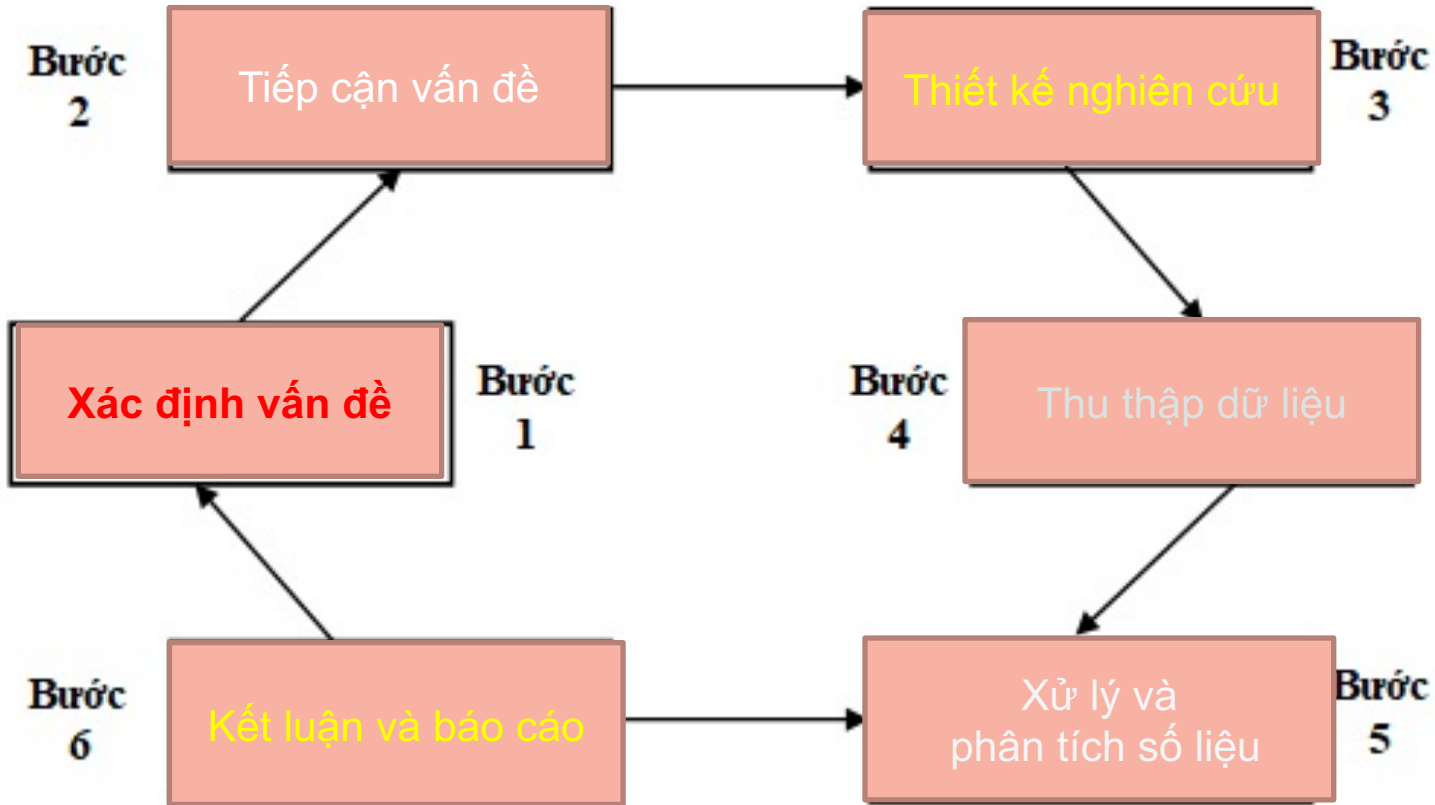 Bước
2
Tiếp cận vấn đề
Thiết kế nghiên cứu
Bước
3
Xác định vấn đề
Bước
1
Bước
4
Thu thập dữ liệu
Bước
6
Kết luận và báo cáo
Xử lý và
phân tích số liệu
Bước
5